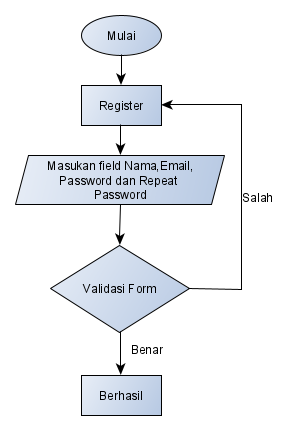 Mulai
Register
Masukan field Nama,Email,
Password dan Repeat
Password
Salah
Validasi Form
Benar
Berhasil